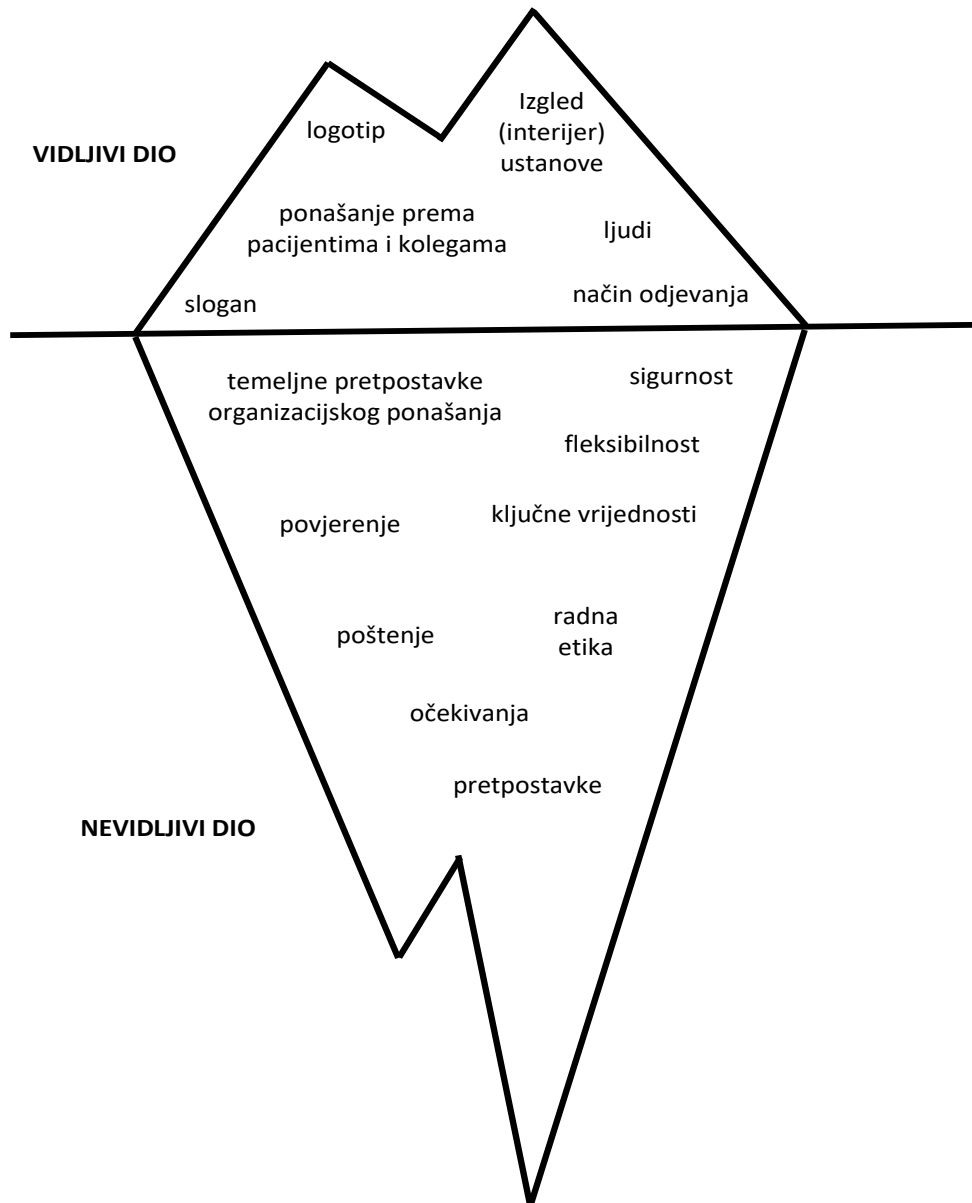 Izgled
(interijer)
ustanove
logotip
VIDLJIVI DIO
ponašanje prema
pacijentima i kolegama
ljudi
slogan
način odjevanja
temeljne pretpostavke
organizacijskog ponašanja
sigurnost
fleksibilnost
povjerenje
ključne vrijednosti
radna
etika
poštenje
očekivanja
pretpostavke
NEVIDLJIVI DIO